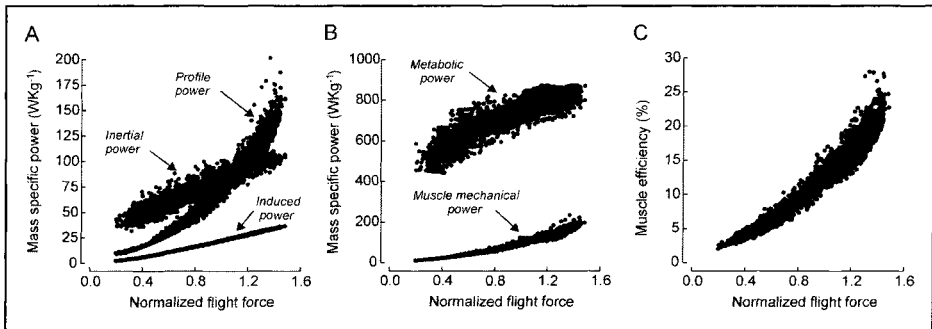 A
Mass specific power (WKg-1)
200
175
150
125
100
75
50
25
0
Profile
power
Inertial
power
Induced
power
0.0 0.4 0.8 1.2 1.6
Normalized flight force
B
Mass specific power (WKg-1)
1000
800
600
400
200
0
Metabolic
power
Muscle mechanical
power
0.0 0.4 0.8 1.2 1.6
Normalized flight force
C
Muscle efficiency (%)
30
25
20
15
10
5
0
0.0 0.4 0.8 1.2 1.6
Normalized flight force